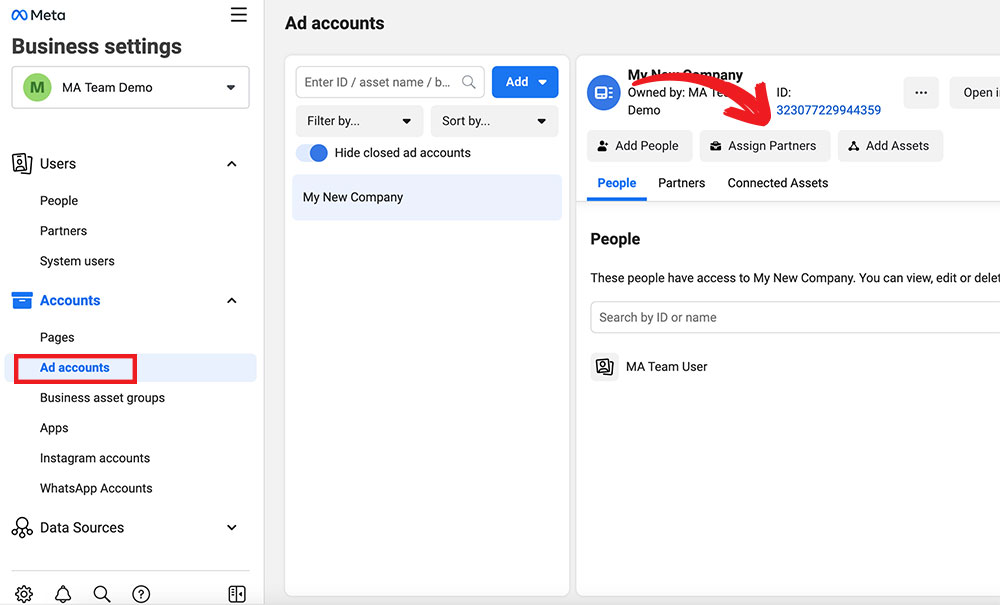 Meta
Business settings
M
MA Team Demo
Users
People
Partners
System users
Accounts
Pages
Ad accounts
Business asset groups
Apps
Instagram accounts
WhatsApp Accounts
Data Sources
?
Ad accounts
Enter ID / asset name / b...
Add
Filter by...
Sort by...
Hide closed ad accounts
My New Company
My New Company
Owned by: MA
Demo
ID:
323077229944359
...
Open
Add People
Assign Partners
Add Assets
People
Partners
Connected Assets
People
These people have access to My New Company. You can view, edit or
Search by ID or name
MA Team User